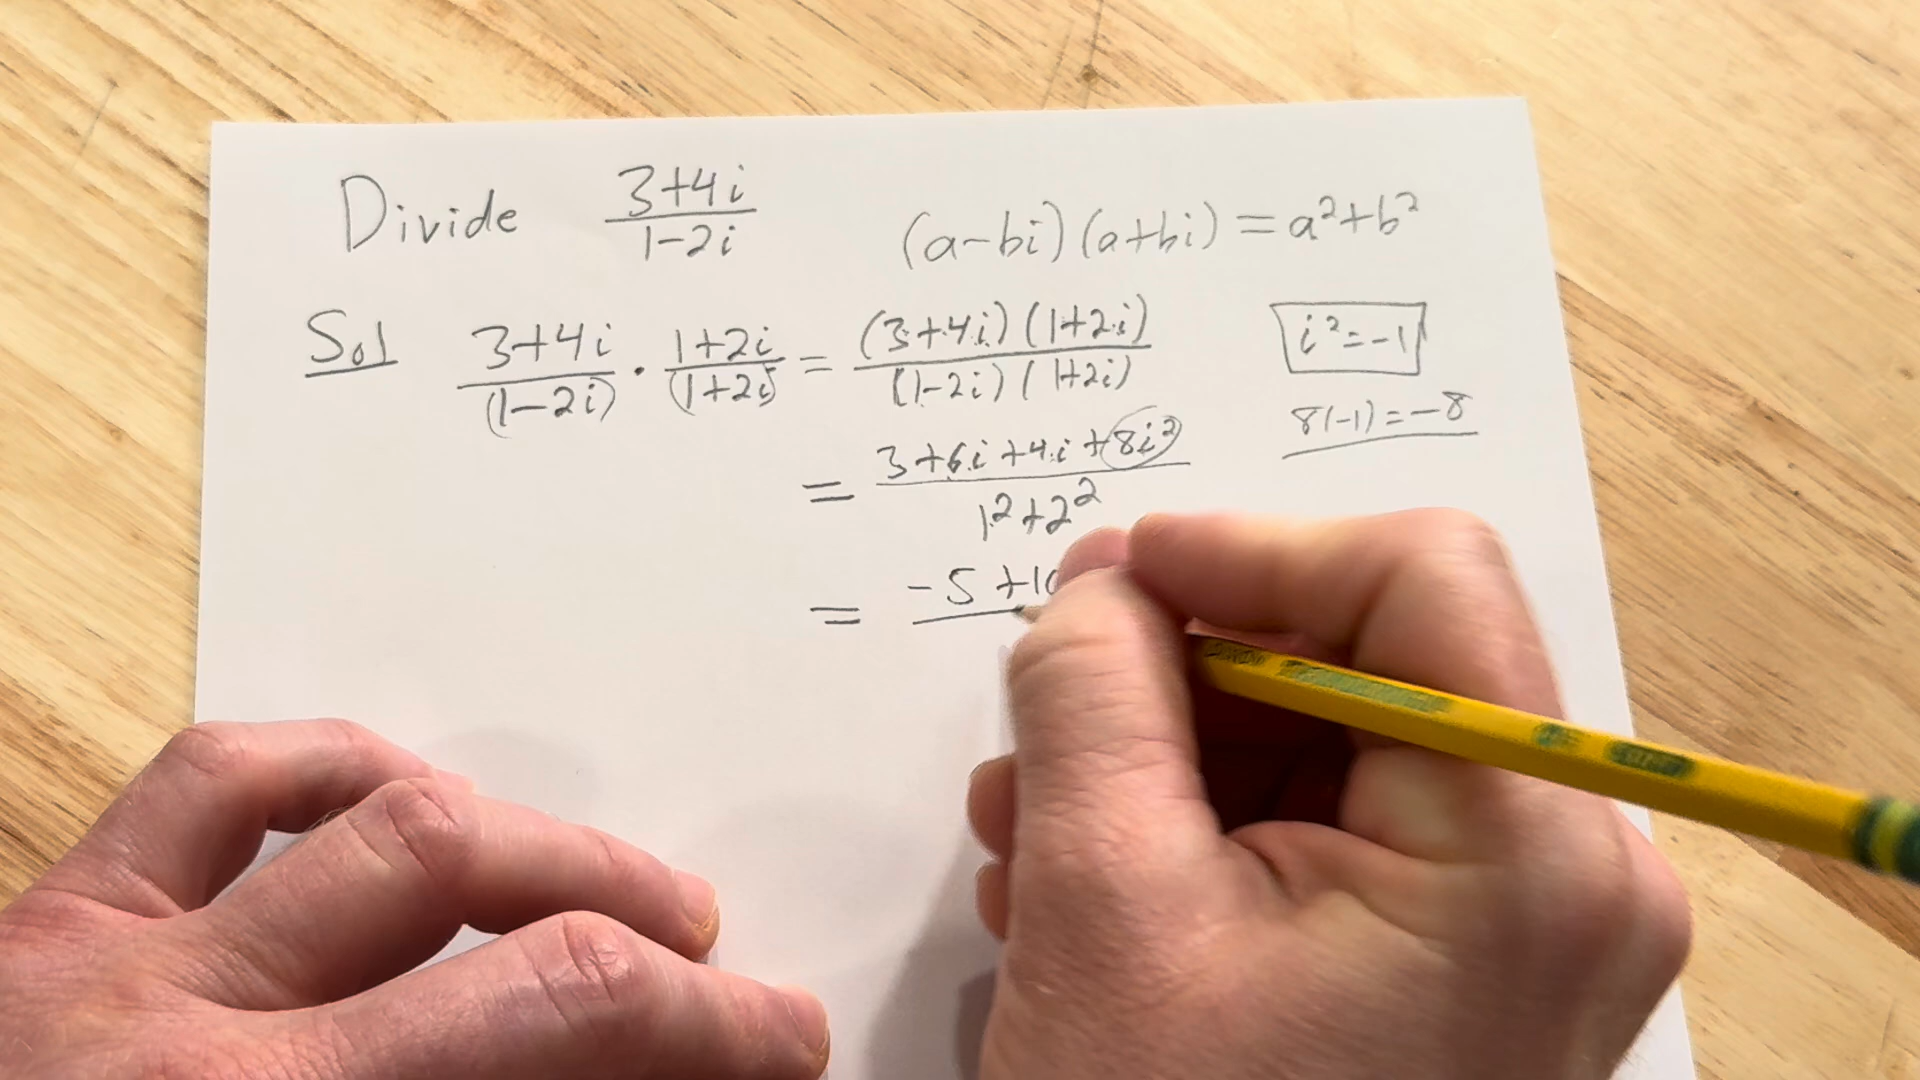 Divide (3+4i)/(1-2i)
(a-bi)(a+bi) = a²+b²
Sol (3+4i)/(1-2i) · (1+2i)/(1+2i) = (3+4i)(1+2i)/(1-2i)(1+2i)
i²=-1
8(-1)=-8
= (3+6i+4i+8i²)/(1²+2²)
= -5+10